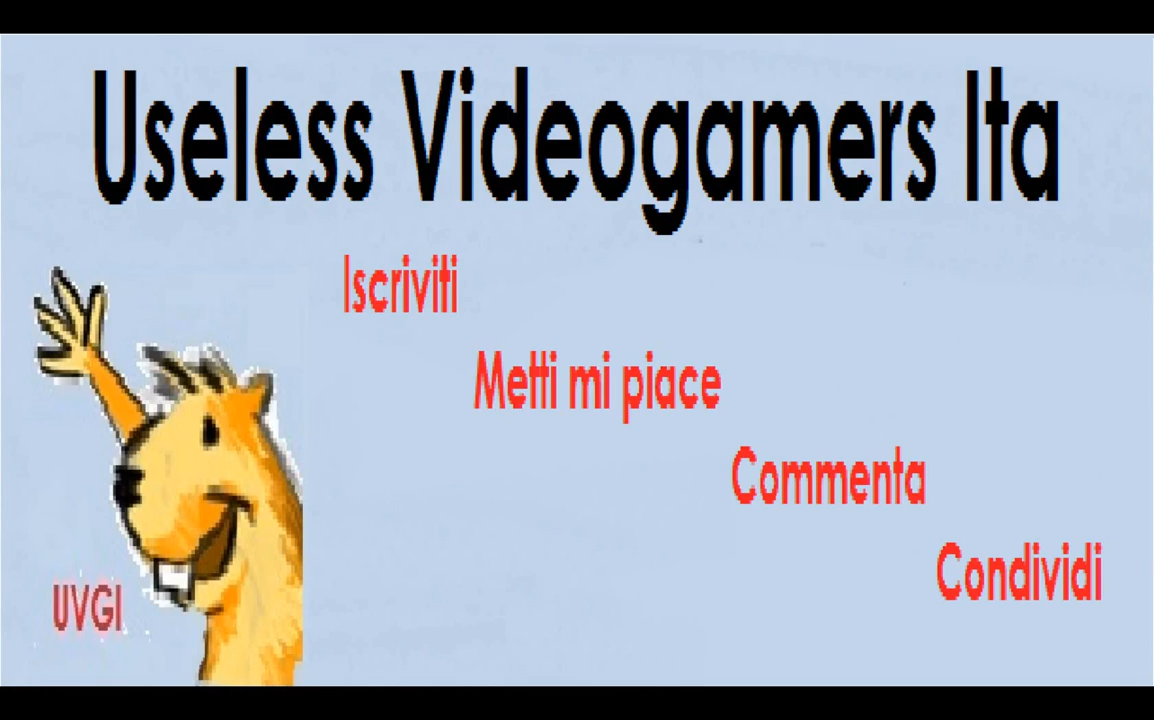 Useless Videogamers Ita
Iscriviti
Metti mi piace
Commenta
Condividi
UVGI